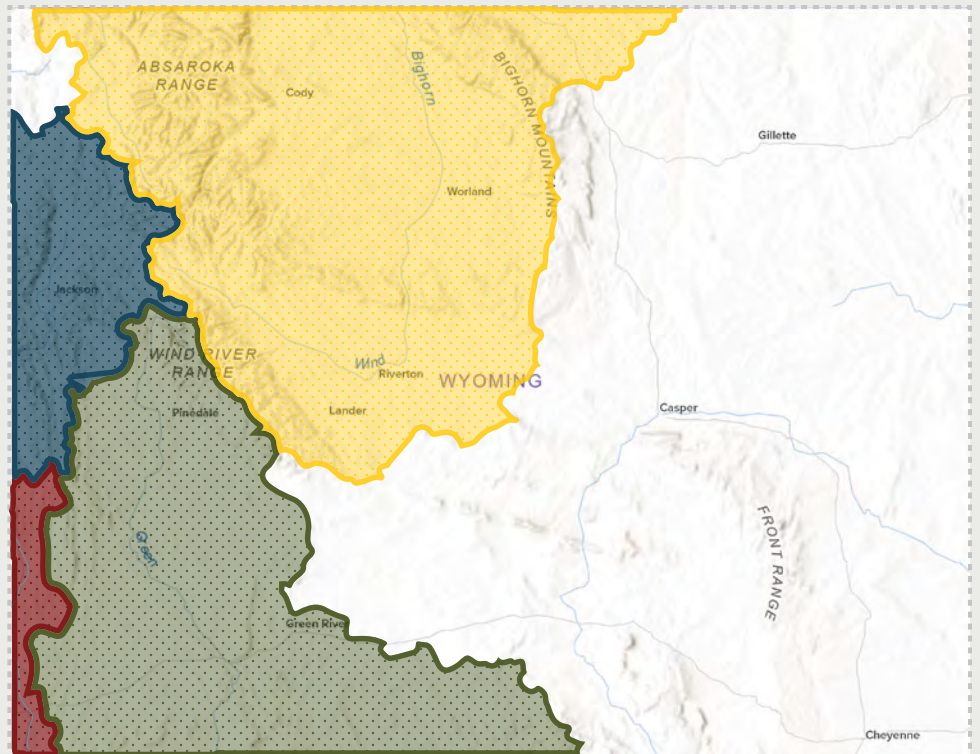 ABSAROKA
RANGE
Cody
Bighorn
BIGHORN MOUNTAINS
Gillette
Worland
Jackson
WIND RIVER
RANGE
Wind
Riverton
WYOMING
Pinedale
Lander
Casper
FRONT RANGE
Green
Green River
Cheyenne